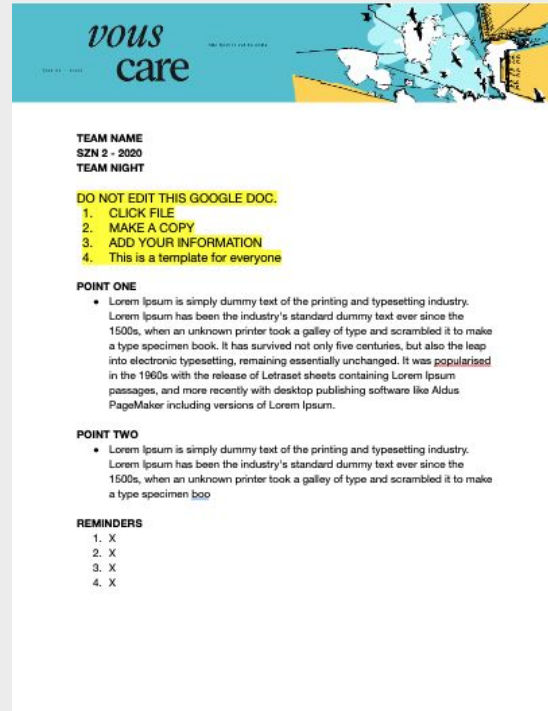 vous
care
TEAM NAME
SZN 2 - 2020
TEAM NIGHT
DO NOT EDIT THIS GOOGLE DOC.
1. CLICK FILE
2. MAKE A COPY
3. ADD YOUR INFORMATION
4. This is a template for everyone
POINT ONE
● Lorem Ipsum is simply dummy text of the printing and typesetting industry.
Lorem Ipsum has been the industry's standard dummy text ever since the
1500s, when an unknown printer took a galley of type and scrambled it to make
a type specimen book. It has survived not only five centuries, but also the leap
into electronic typesetting, remaining essentially unchanged. It was popularised
in the 1960s with the release of Letraset sheets containing Lorem Ipsum
passages, and more recently with desktop publishing software like Aldus
PageMaker including versions of Lorem Ipsum.
POINT TWO
● Lorem Ipsum is simply dummy text of the printing and typesetting industry.
Lorem Ipsum has been the industry's standard dummy text ever since the
1500s, when an unknown printer took a galley of type and scrambled it to make
a type specimen boo
REMINDERS
1. X
2. X
3. X
4. X